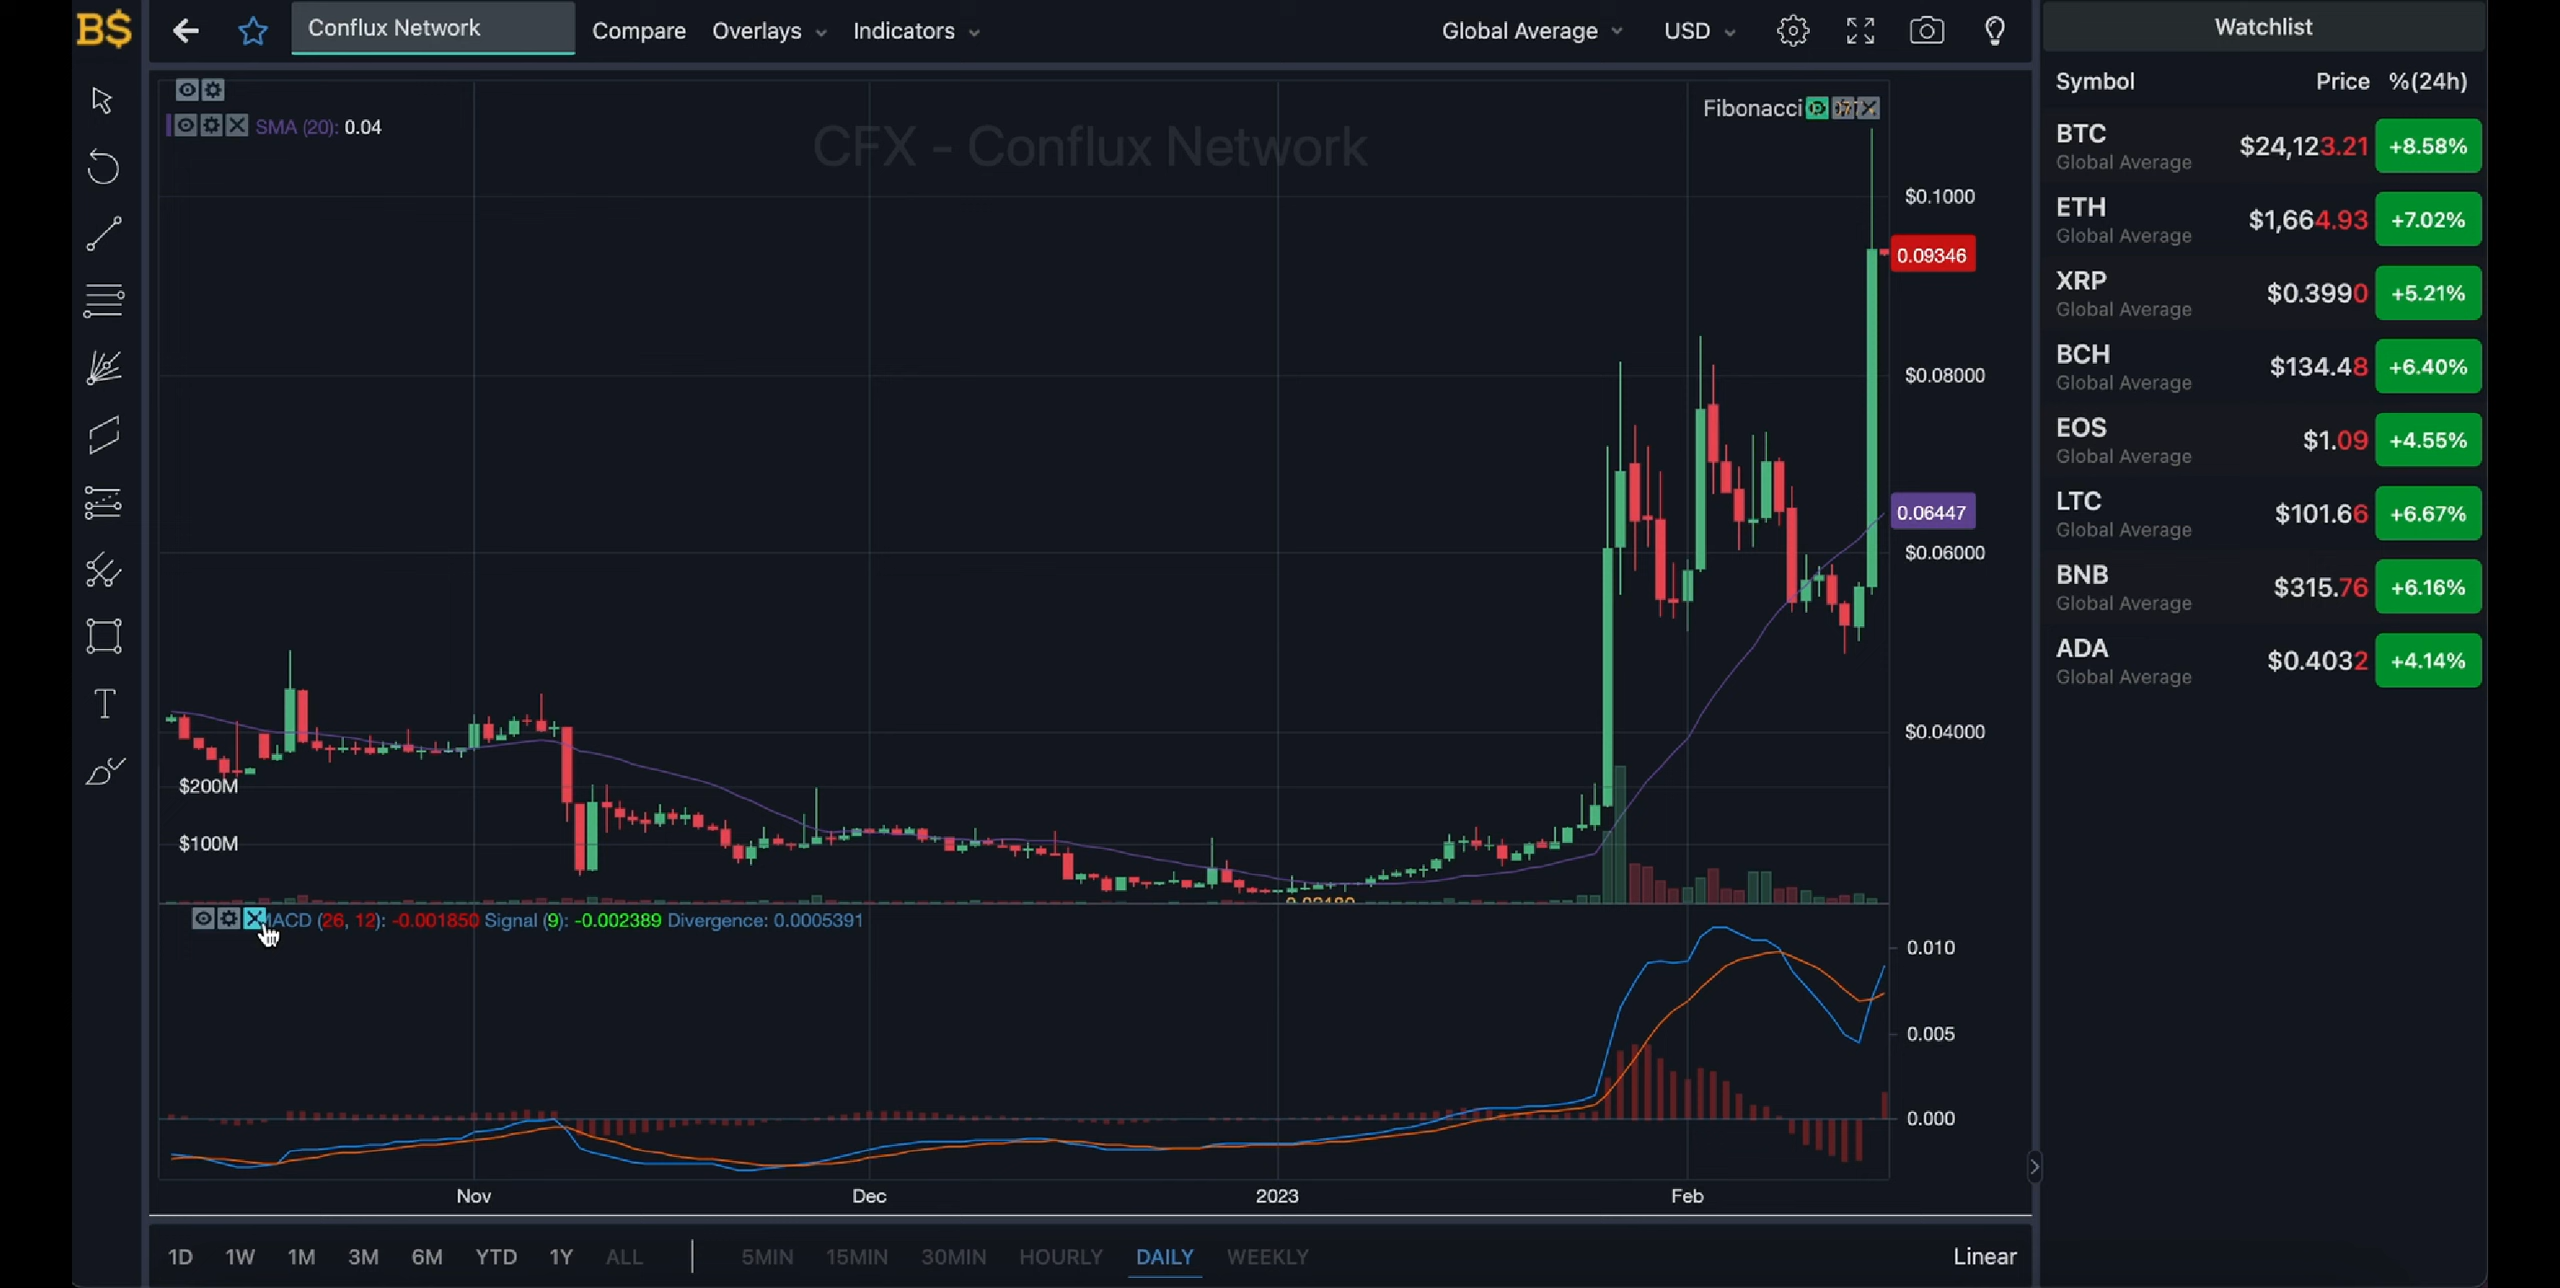 B$
Conflux Network
Compare
Overlays
Indicators
Global Average
USD
SMA (20): 0.04
CFX - Conflux Network
Fibonacci
$0.1000
0.09346
$0.08000
0.06447
$0.06000
$0.04000
$200M
$100M
MACD (26, 12): -0.001850 Signal (9): -0.002389 Divergence: 0.0005391
0.010
0.005
0.000
Nov
Dec
2023
Feb
1D
1W
1M
3M
6M
YTD
1Y
ALL
5MIN
15MIN
30MIN
HOURLY
DAILY
WEEKLY
Linear
Watchlist
Symbol Price %(24h)
BTC $24,123.21 +8.58%
Global Average
ETH $1,664.93 +7.02%
Global Average
XRP $0.3990 +5.21%
Global Average
BCH $134.48 +6.40%
Global Average
EOS $1.09 +4.55%
Global Average
LTC $101.66 +6.67%
Global Average
BNB $315.76 +6.16%
Global Average
ADA $0.4032 +4.14%
Global Average